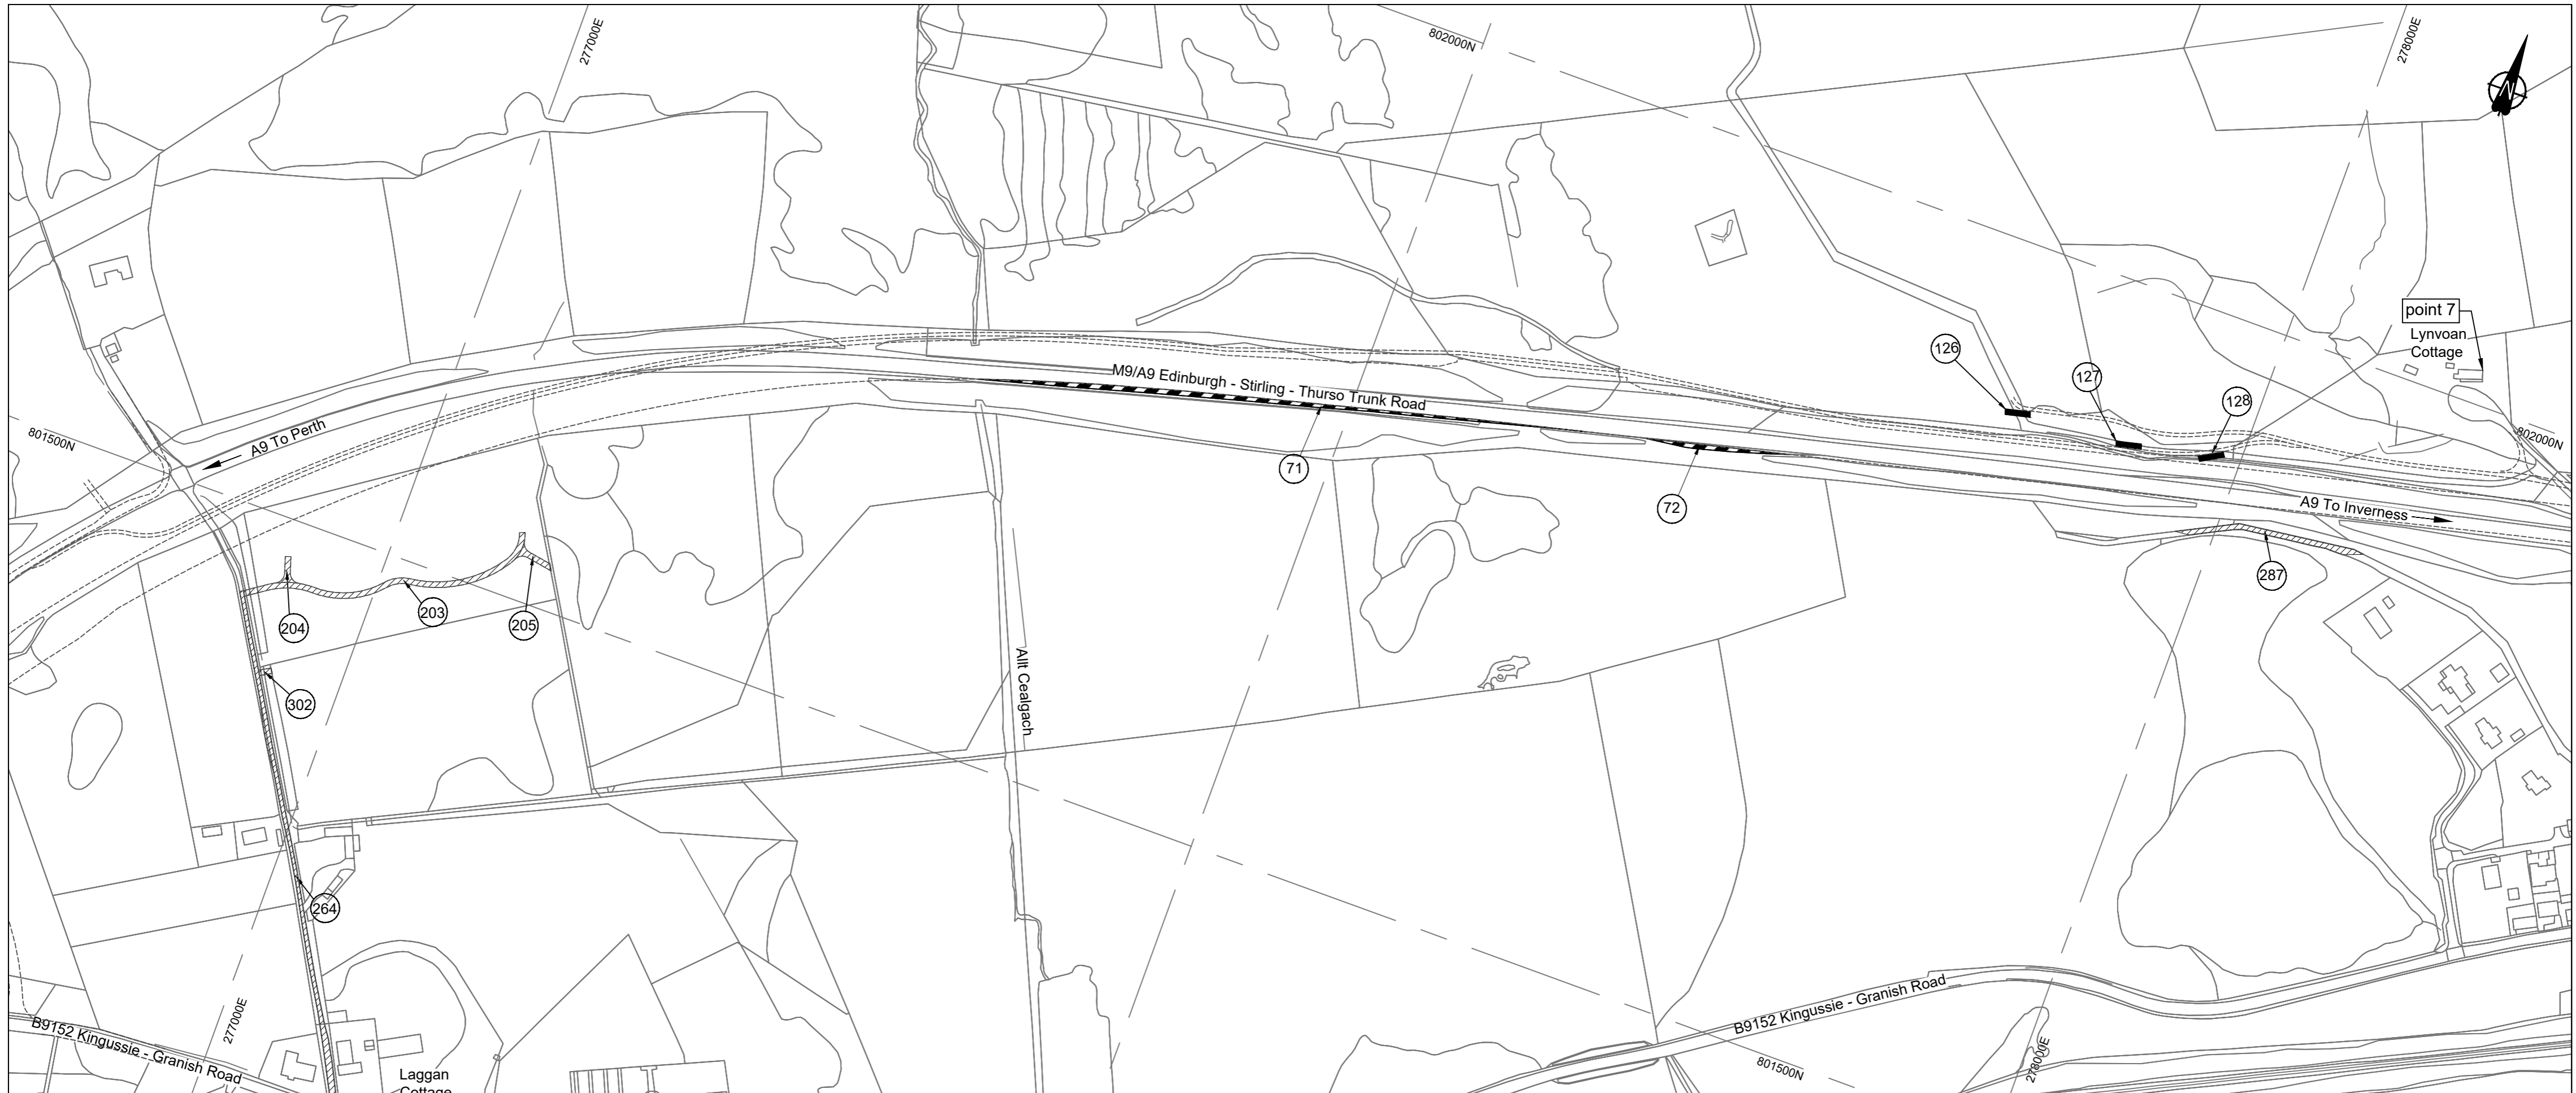 277000E
802000N
278000E
N
point 7
Lynvoan
Cottage
126
127
128
M9/A9 Edinburgh - Stirling - Thurso Trunk Road
801500N
A9 To Perth
802000N
71
72
A9 To Inverness
287
204
203
205
302
Allt Cealgach
264
277000E
B9152 Kingussie - Granish Road
B9152 Kingussie - Granish Road
801500N
278000E
Laggan
Cottage